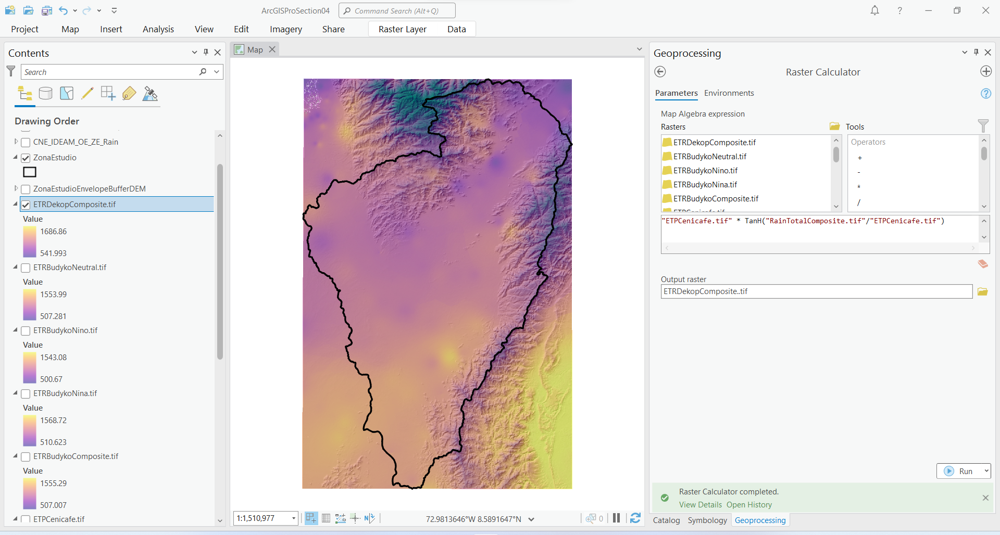 ArcGISProSection04
Command Search (Alt+Q)
Project
Map
Insert
Analysis
View
Edit
Imagery
Share
Raster Layer
Data
Contents
Search
Drawing Order
CNE_IDEAM_OE_ZE_Rain
ZonaEstudio
ZonaEstudioEnvelopeBufferDEM
ETRDekopComposite.tif
Value
1686.86
541.993
ETRBudykoNeutral.tif
Value
1553.99
507.281
ETRBudykoNino.tif
Value
1543.08
500.67
ETRBudykoNina.tif
Value
1568.72
510.623
ETRBudykoComposite.tif
Value
1555.29
507.007
ETPCenicafe.tif
Map
1:1,510,977
72.9813646°W 8.5891647°N
0
Geoprocessing
Raster Calculator
Parameters
Environments
Map Algebra expression
Rasters
Tools
ETRDekopComposite.tif
ETRBudykoNeutral.tif
ETRBudykoNino.tif
ETRBudykoNina.tif
ETRBudykoComposite.tif
Operators
+
-
*
/
"ETPCenicafe.tif" * TanH("RainTotalComposite.tif"/"ETPCenicafe.tif")
Output raster
ETRDekopComposite..tif
Run
Raster Calculator completed.
View Details Open History
Catalog
Symbology
Geoprocessing